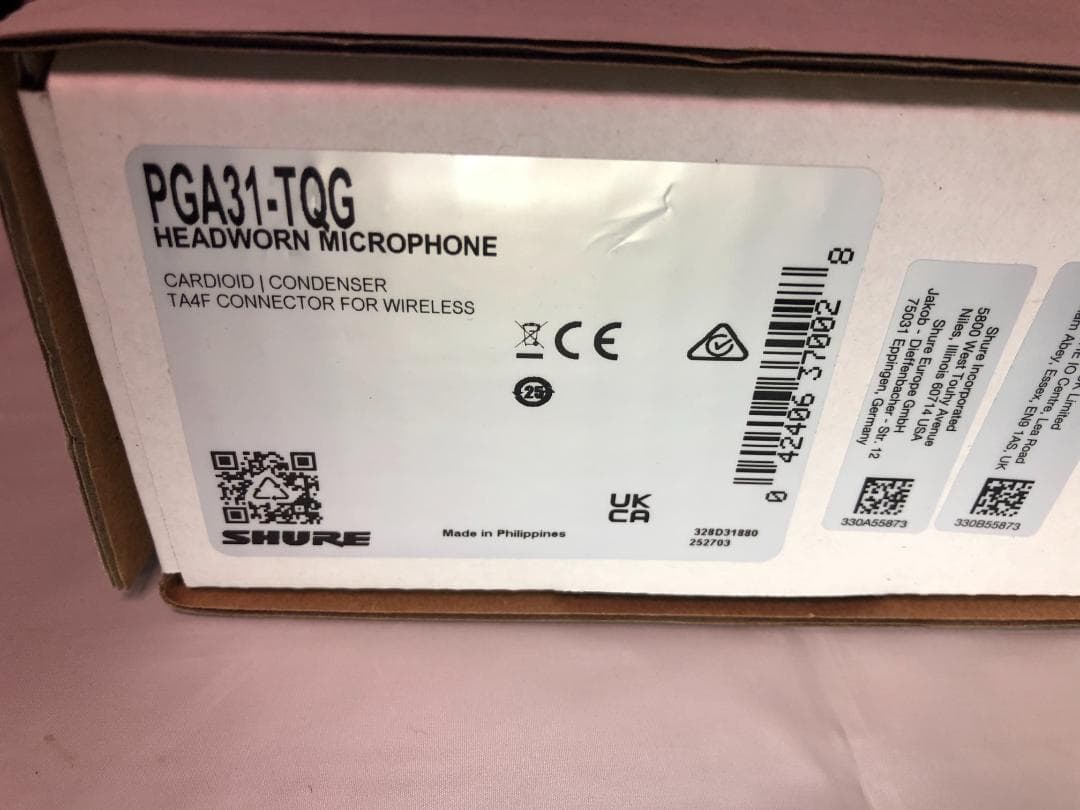 PGA31-TQG
HEADWORN MICROPHONE
CARDIOID | CONDENSER
TA4F CONNECTOR FOR WIRELESS
CE
25
SHURE
Made in Philippines
UK
CA
328D31880
252703
0 42406 37002 8
Shure Incorporated
5800 West Touhy Avenue
Niles, Illinois 60714 USA
Shure Europe GmbH
Jakob - Dieffenbacher - Str. 12
75031 Eppingen, Germany
330A55873
Limited
Centre, Lea Road
Abbey, Essex, EN9 1AS, UK
330B55873